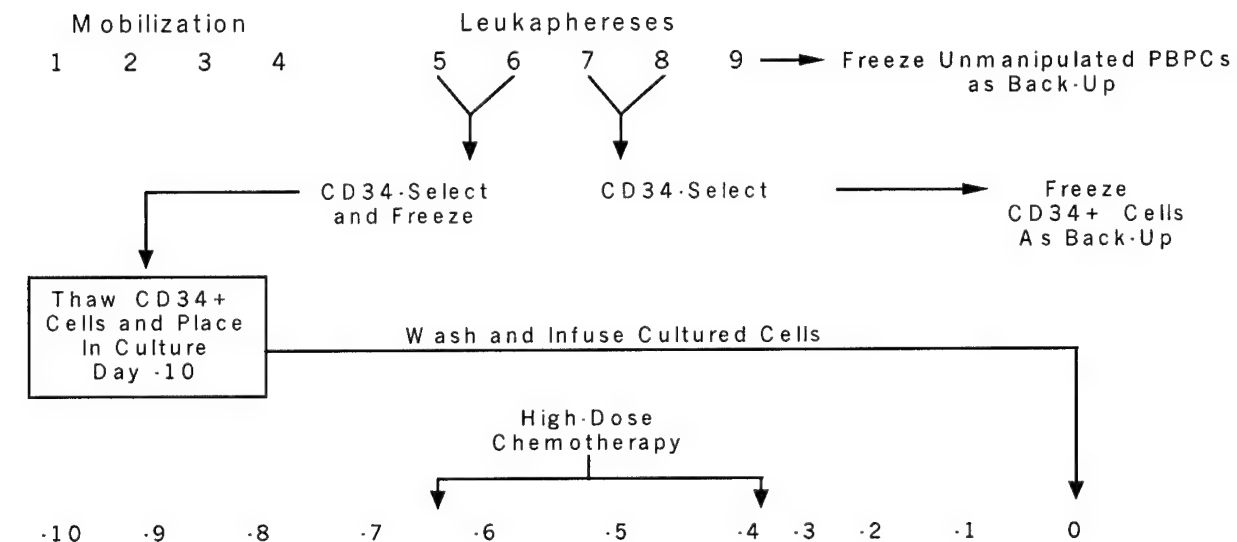 Mobilization Leukaphereses
1 2 3 4 5 6 7 8 9 Freeze Unmanipulated PBPCs
as Back-Up
CD34-Select
and Freeze
CD34-Select
Freeze
CD34+ Cells
As Back-Up
Thaw CD34+
Cells and Place
In Culture
Day -10
Wash and Infuse Cultured Cells
High-Dose
Chemotherapy
-10 -9 -8 -7 -6 -5 -4 -3 -2 -1 0